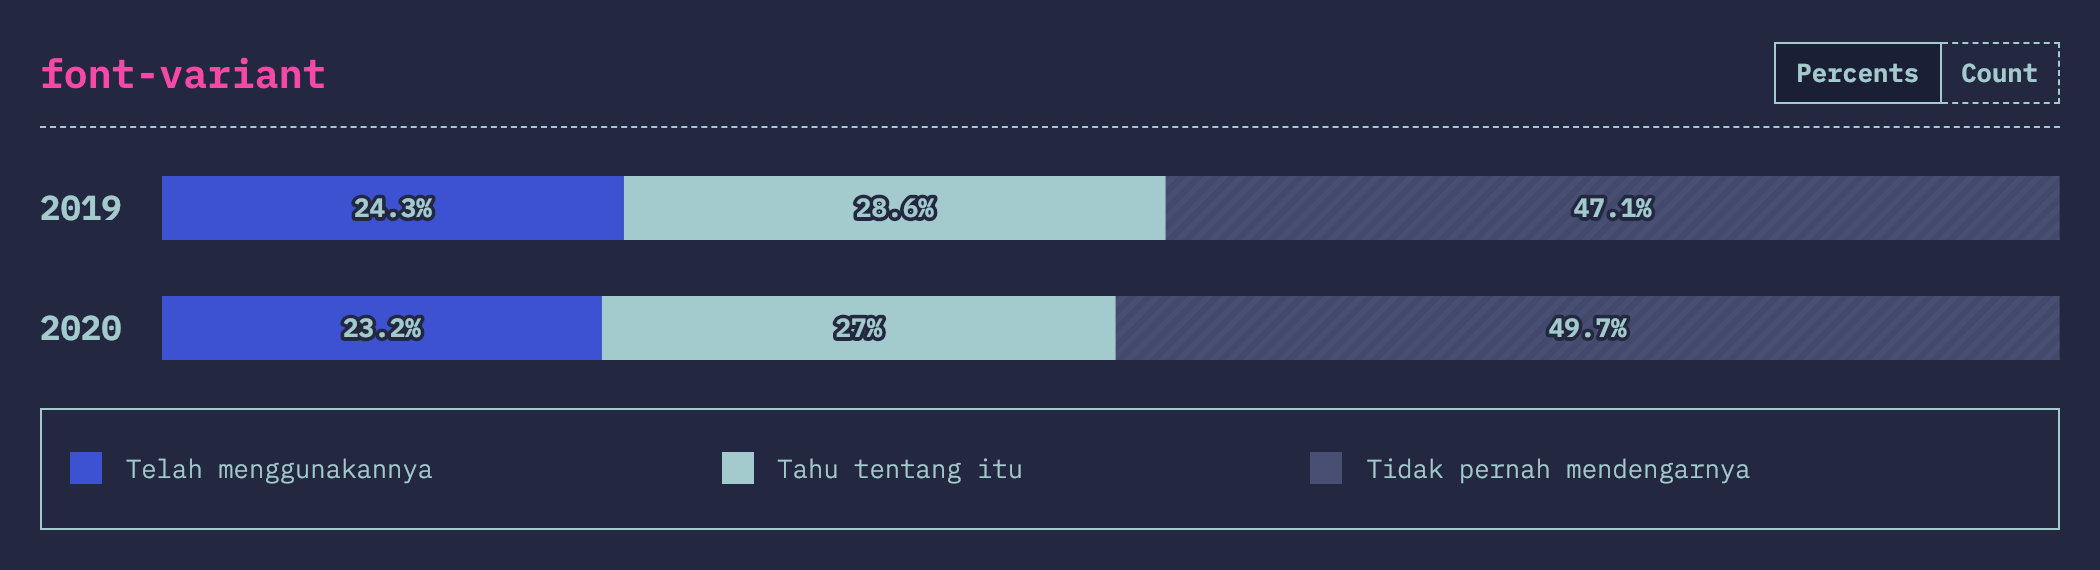 font-variant
Percents Count
2019 24.3% 28.6% 47.1%
2020 23.2% 27% 49.7%
Telah menggunakannya Tahu tentang itu Tidak pernah mendengarnya